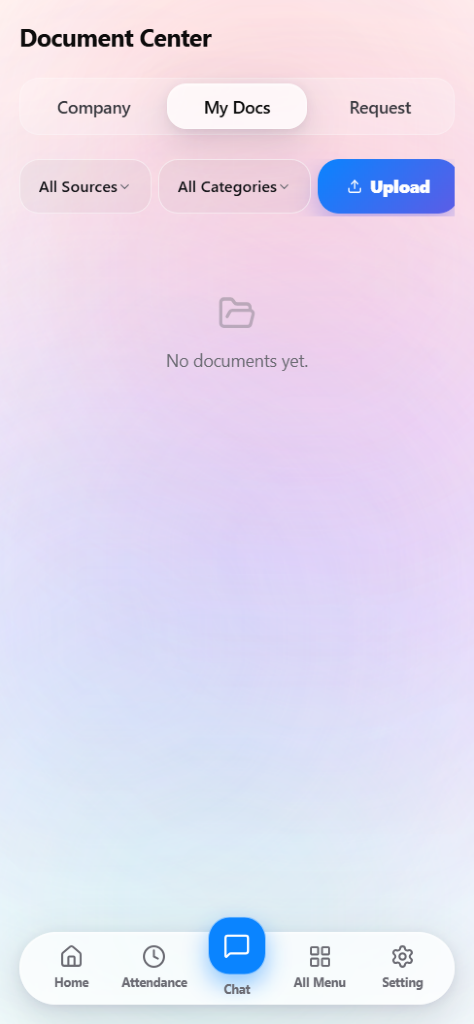 Document Center
Company My Docs Request
All Sources All Categories Upload
No documents yet.
Home Attendance Chat All Menu Setting